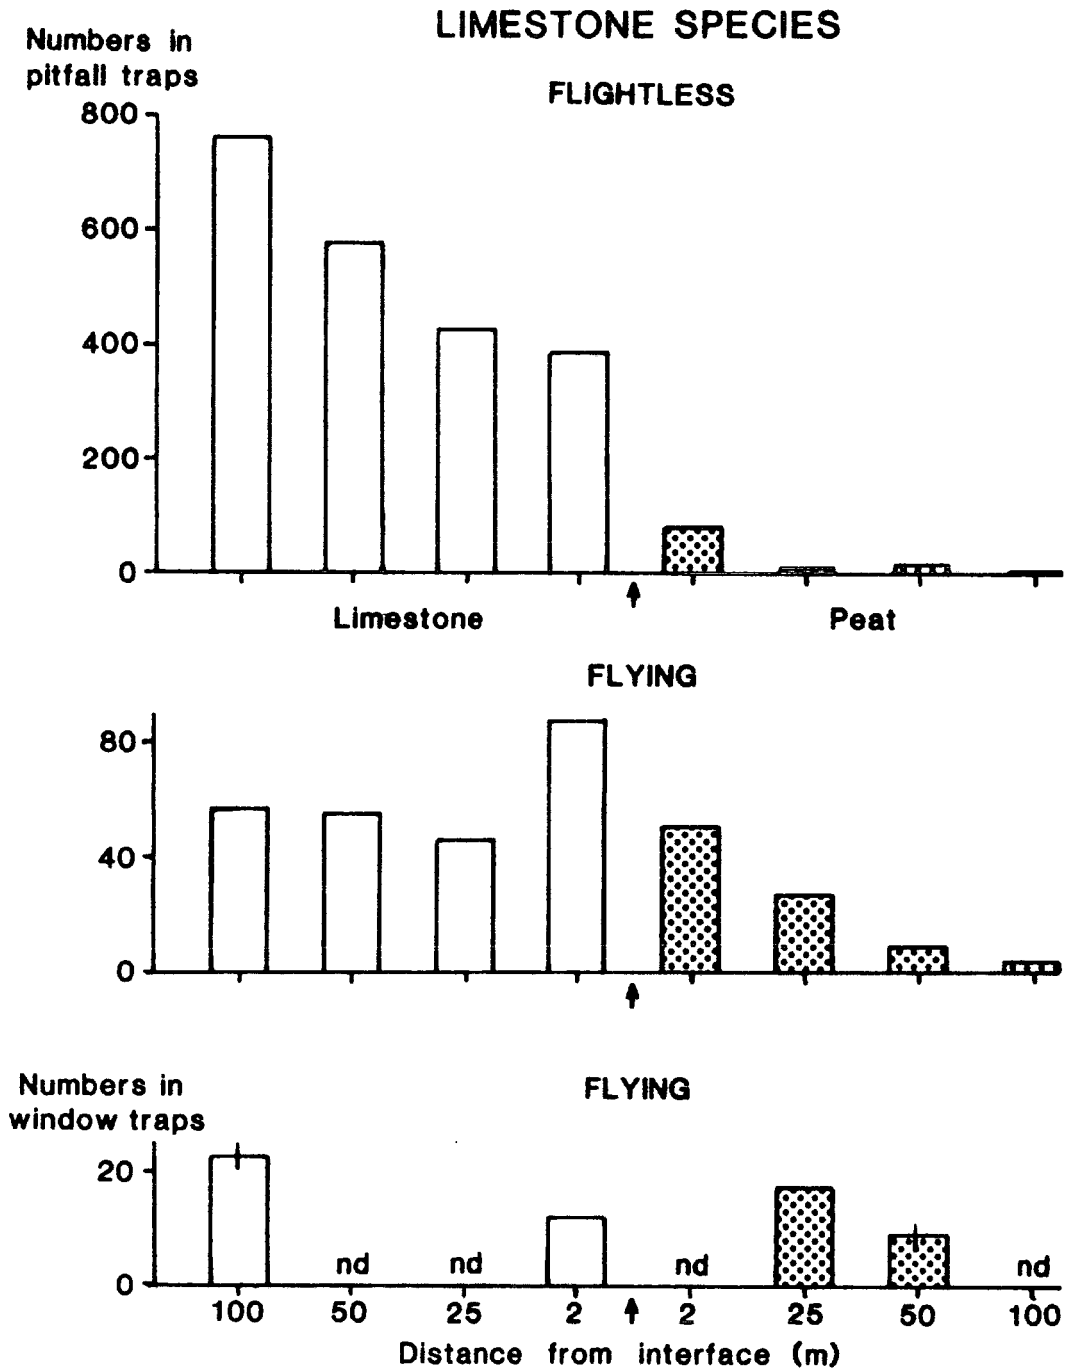 LIMESTONE SPECIES
Numbers in
pitfall traps
FLIGHTLESS
800
600
400
200
0
Limestone Peat
FLYING
80
40
0
Numbers in
window traps
FLYING
20
nd nd nd nd
0
100 50 25 2 2 25 50 100
Distance from interface (m)